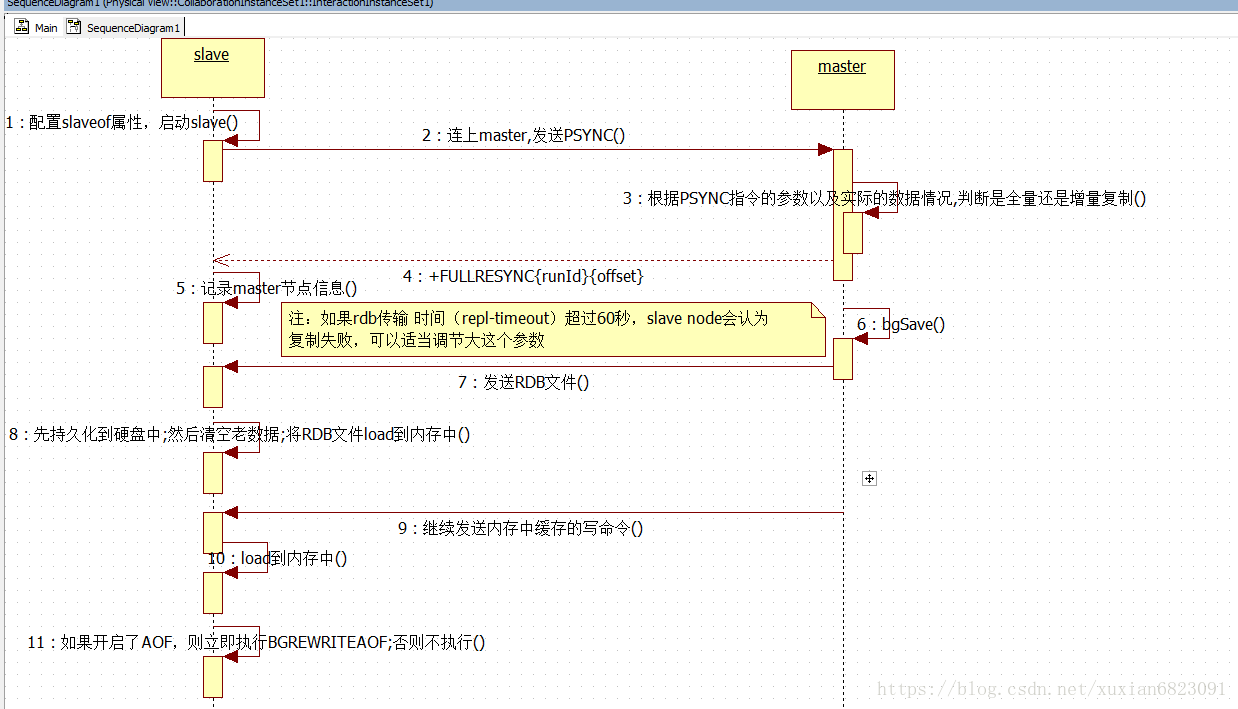 SequenceDiagram1 (Physical View::CollaborationInstanceSet1::InteractionInstanceSet1)
Main SequenceDiagram1
slave
master
1：配置slaveof属性，启动slave()
2：连上master,发送PSYNC()
3：根据PSYNC指令的参数以及实际的数据情况,判断是全量还是增量复制()
4：+FULLRESYNC{runId}{offset}
5：记录master节点信息()
注：如果rdb传输 时间（repl-timeout）超过60秒，slave node会认为
复制失败，可以适当调节大这个参数
6：bgSave()
7：发送RDB文件()
8：先持久化到硬盘中;然后清空老数据;将RDB文件load到内存中()
9：继续发送内存中缓存的写命令()
10：load到内存中()
11：如果开启了AOF，则立即执行BGREWRITEAOF;否则不执行()
https://blog.csdn.net/xuxian6823091